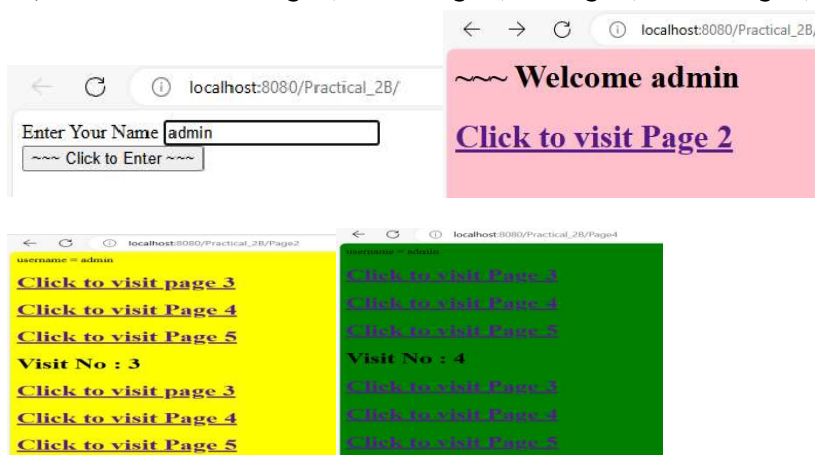 localhost:8080/Practical_2B/
~~~ Welcome admin
Click to visit Page 2
localhost:8080/Practical_2B/
Enter Your Name admin
~~~ Click to Enter ~~~
localhost:8080/Practical_2B/Page2
username = admin
Click to visit page 3
Click to visit Page 4
Click to visit Page 5
Visit No : 3
Click to visit page 3
Click to visit Page 4
Click to visit Page 5
localhost:8080/Practical_2B/Page4
username = admin
Click to visit Page 3
Click to visit Page 4
Click to visit Page 5
Visit No : 4
Click to visit Page 3
Click to visit Page 4
Click to visit Page 5